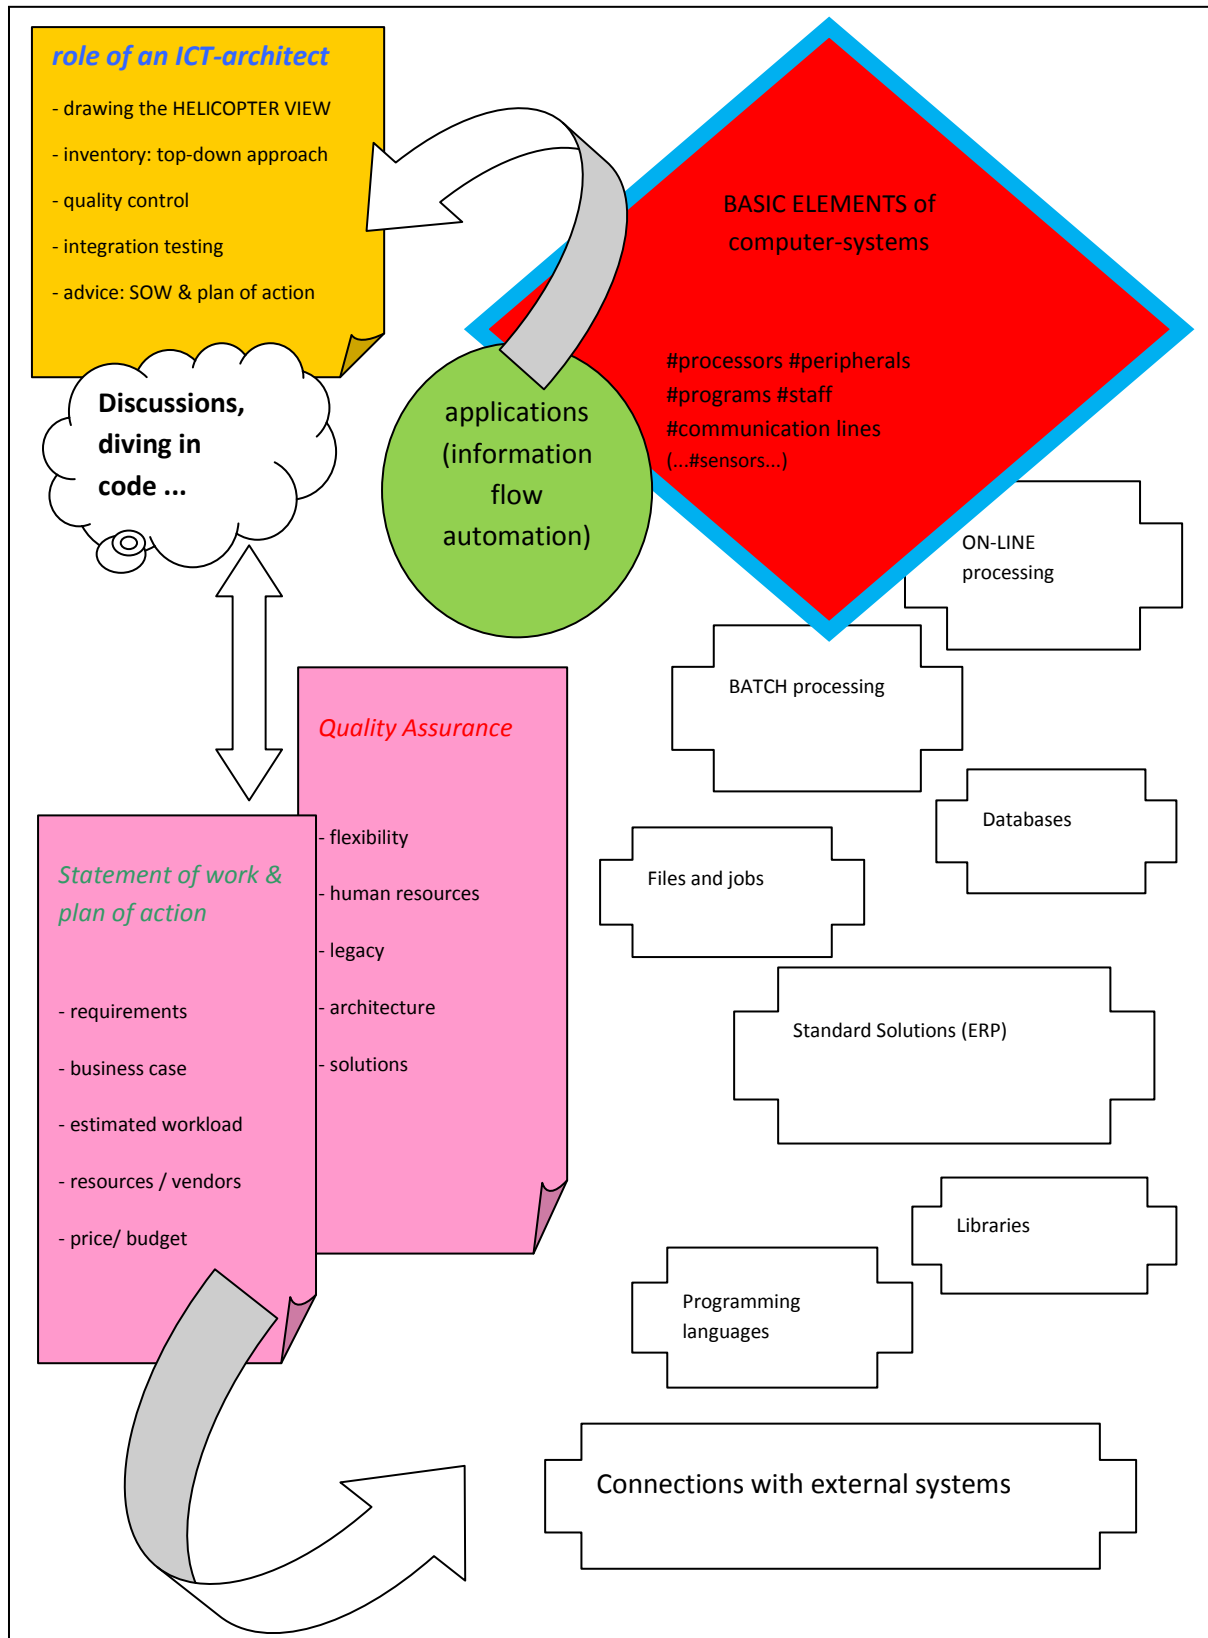 role of an ICT-architect
- drawing the HELICOPTER VIEW
- inventory: top-down approach
- quality control
- integration testing
- advice: SOW & plan of action
BASIC ELEMENTS of
computer-systems
#processors #peripherals
#programs #staff
#communication lines
(...#sensors...)
Discussions,
diving in
code ...
applications
(information
flow
automation)
ON-LINE
processing
BATCH processing
Databases
Files and jobs
Standard Solutions (ERP)
Libraries
Programming
languages
Connections with external systems
Quality Assurance
- flexibility
- human resources
- legacy
- architecture
- solutions
Statement of work &
plan of action
- requirements
- business case
- estimated workload
- resources / vendors
- price/ budget